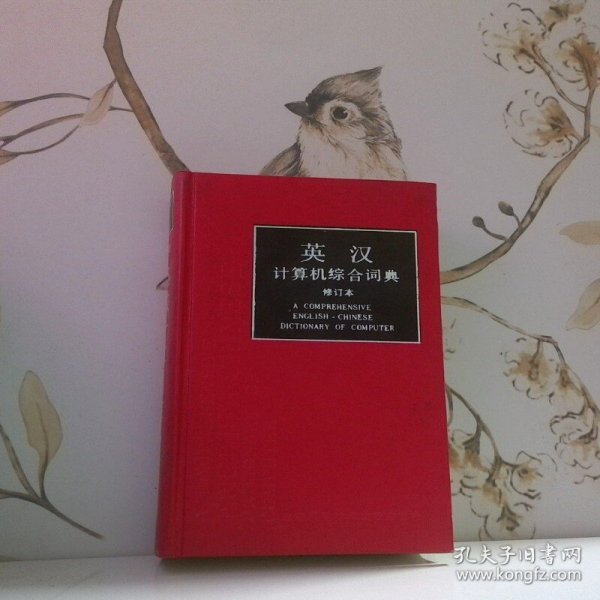 英 汉
计算机综合词典
修订本
A COMPREHENSIVE
ENGLISH - CHINESE
DICTIONARY OF COMPUTER
孔夫子旧书网
www.kongfz.com